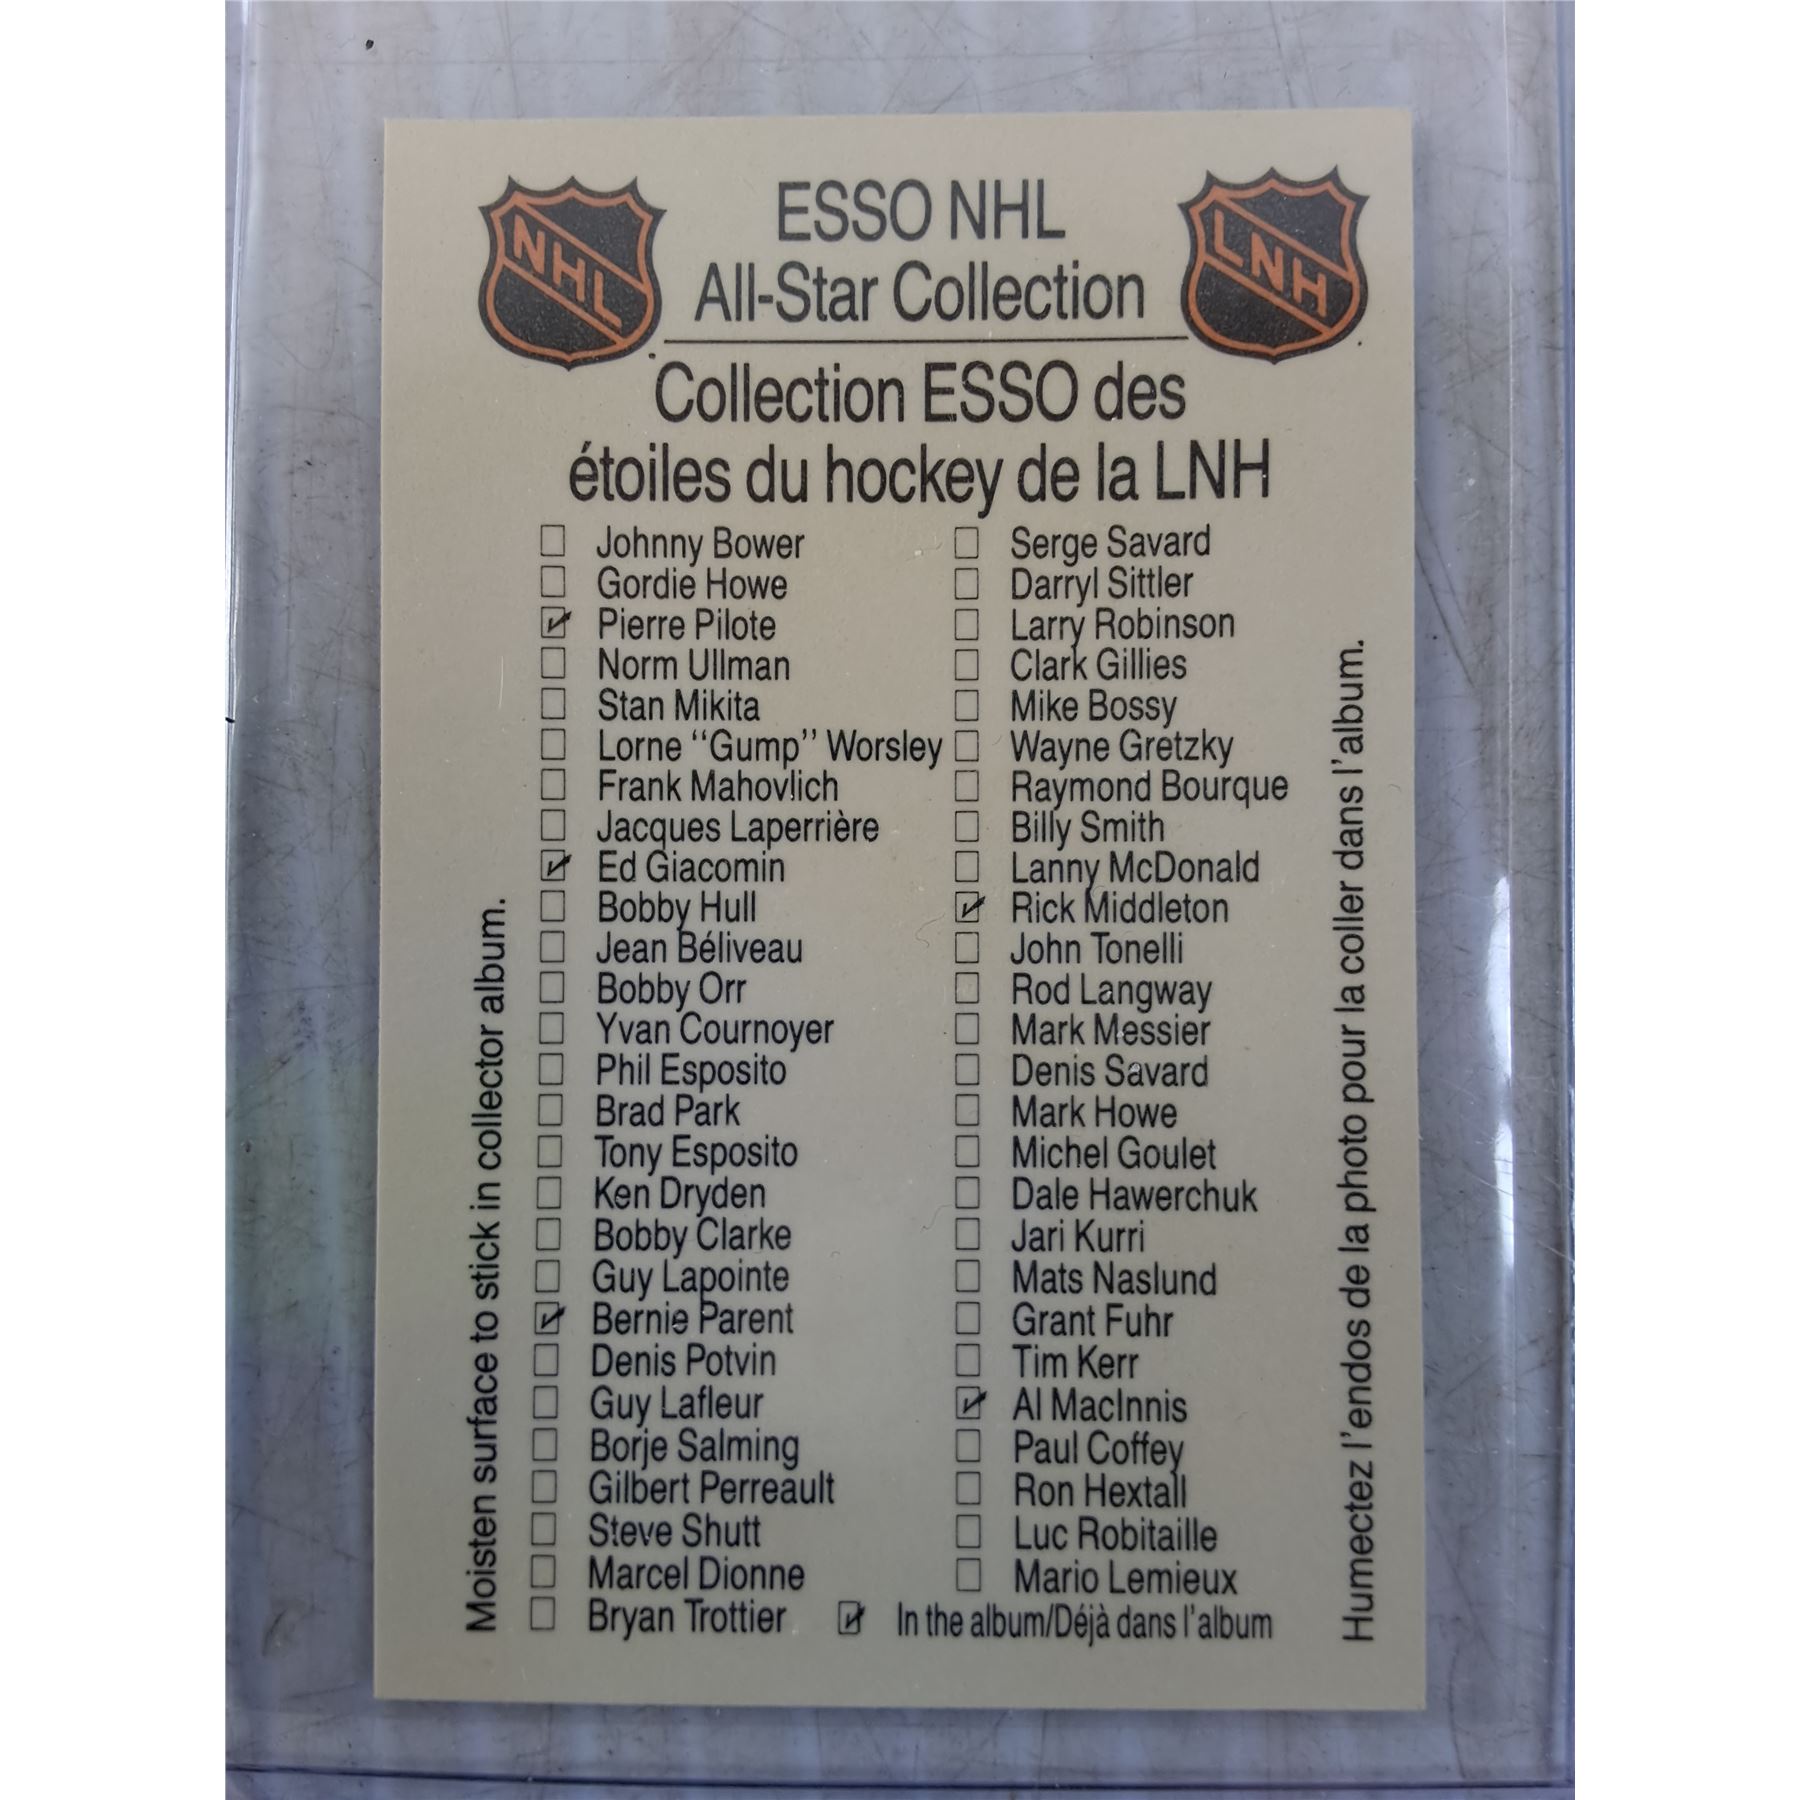 NHL
LNH
ESSO NHL
All-Star Collection
Collection ESSO des
étoiles du hockey de la LNH
Johnny Bower
Gordie Howe
Pierre Pilote
Norm Ullman
Stan Mikita
Lorne “Gump” Worsley
Frank Mahovlich
Jacques Laperrière
Ed Giacomin
Bobby Hull
Jean Béliveau
Bobby Orr
Yvan Cournoyer
Phil Esposito
Brad Park
Tony Esposito
Ken Dryden
Bobby Clarke
Guy Lapointe
Bernie Parent
Denis Potvin
Guy Lafleur
Borje Salming
Gilbert Perreault
Steve Shutt
Marcel Dionne
Bryan Trottier
Serge Savard
Darryl Sittler
Larry Robinson
Clark Gillies
Mike Bossy
Wayne Gretzky
Raymond Bourque
Billy Smith
Lanny McDonald
Rick Middleton
John Tonelli
Rod Langway
Mark Messier
Denis Savard
Mark Howe
Michel Goulet
Dale Hawerchuk
Jari Kurri
Mats Naslund
Grant Fuhr
Tim Kerr
Al MacInnis
Paul Coffey
Ron Hextall
Luc Robitaille
Mario Lemieux
In the album/Déjà dans l'album
Moisten surface to stick in collector album.
Humectez l'endos de la photo pour la coller dans l'album.